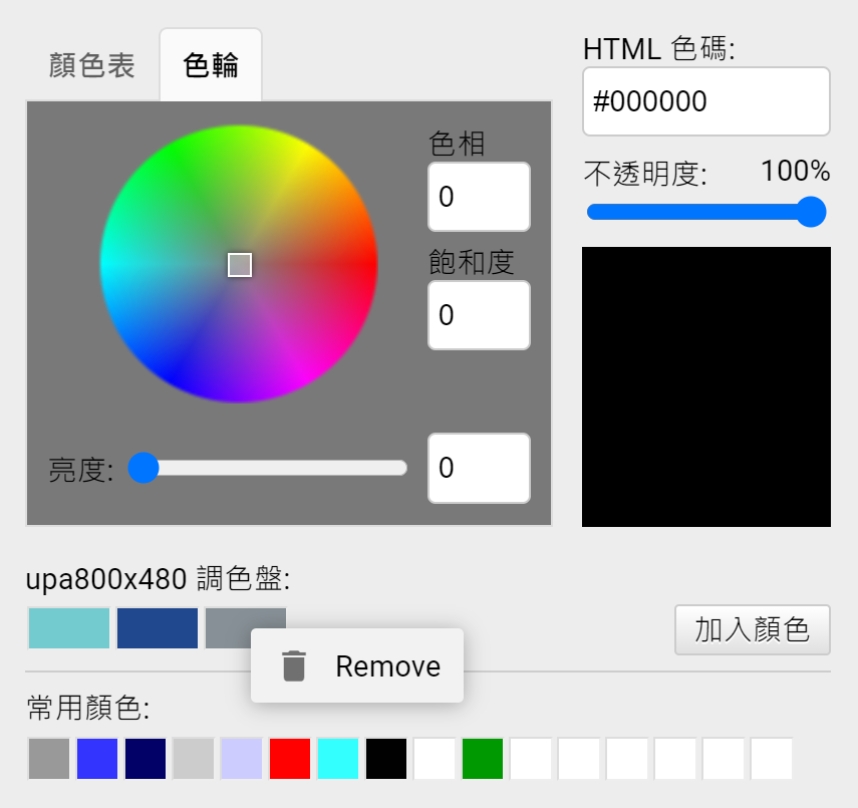 顏色表
色輪
色相
0
飽和度
0
亮度:
0
HTML 色碼:
#000000
不透明度:
100%
upa800x480 調色盤:
加入顏色
Remove
常用顏色: